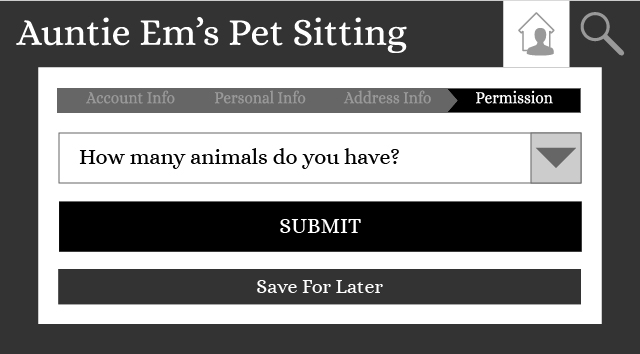 Auntie Em's Pet Sitting
Account Info Personal Info Address Info Permission
How many animals do you have?
SUBMIT
Save For Later